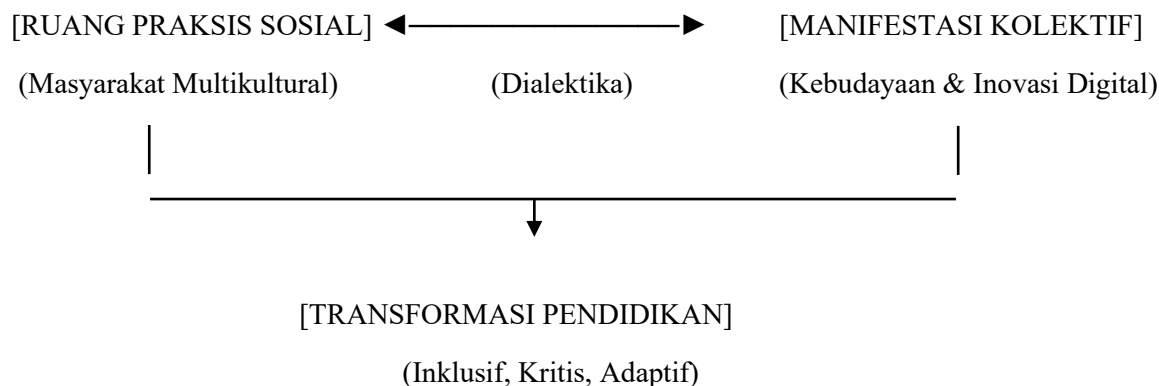 [RUANG PRAKSIS SOSIAL] [MANIFESTASI KOLEKTIF]
(Masyarakat Multikultural) (Dialektika) (Kebudayaan & Inovasi Digital)
[TRANSFORMASI PENDIDIKAN]
(Inklusif, Kritis, Adaptif)